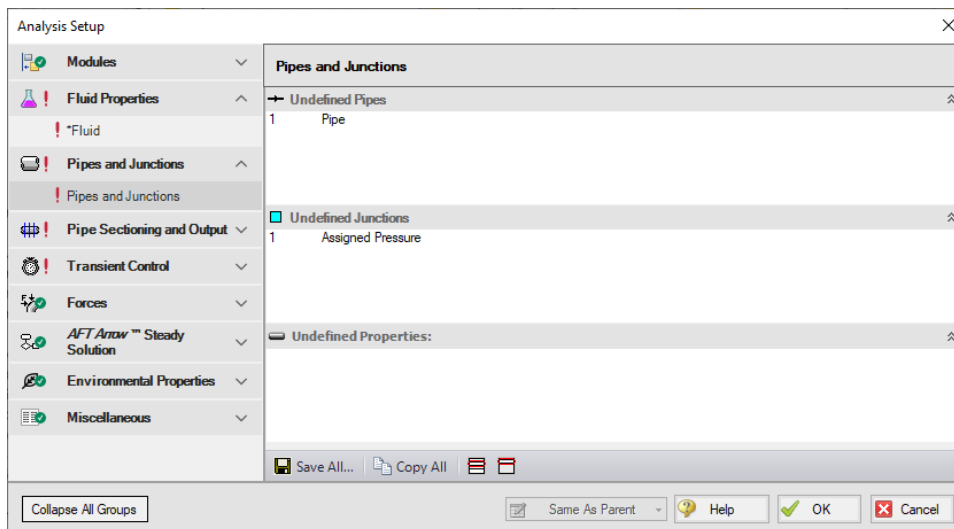 Analysis Setup
Modules
Fluid Properties
*Fluid
Pipes and Junctions
Pipes and Junctions
Pipe Sectioning and Output
Transient Control
Forces
AFT Arrow ™ Steady
Solution
Environmental Properties
Miscellaneous
Collapse All Groups
Pipes and Junctions
Undefined Pipes
1 Pipe
Undefined Junctions
1 Assigned Pressure
Undefined Properties:
Save All... Copy All
Same As Parent Help OK Cancel